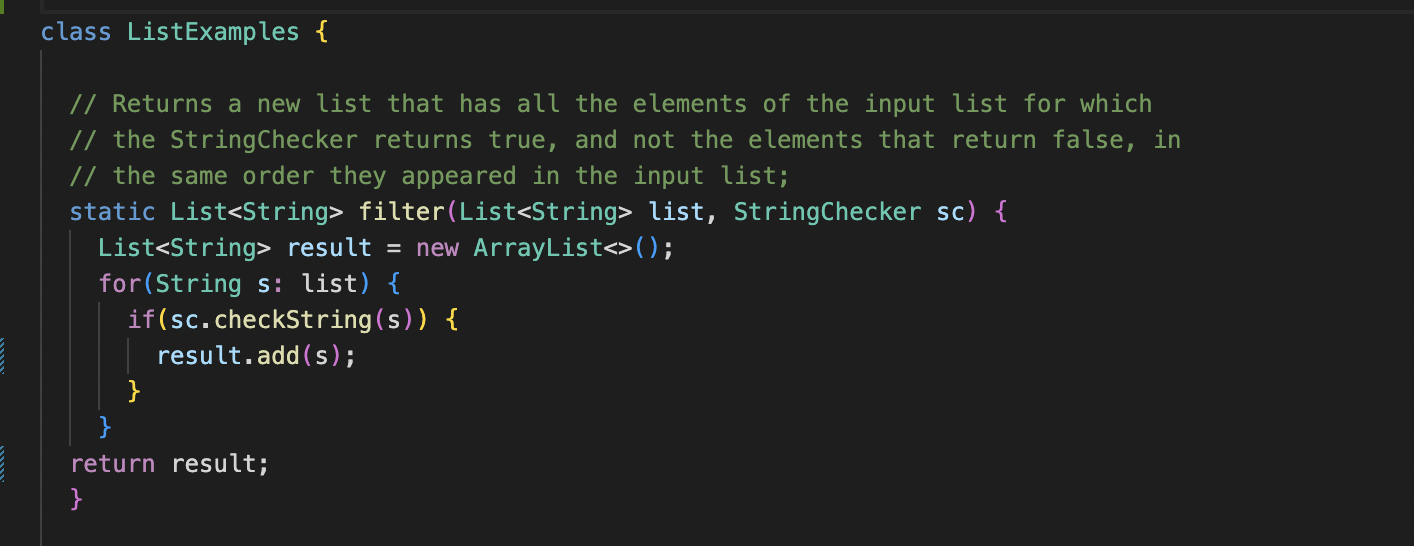 class ListExamples {
// Returns a new list that has all the elements of the input list for which
// the StringChecker returns true, and not the elements that return false, in
// the same order they appeared in the input list;
static List<String> filter(List<String> list, StringChecker sc) {
List<String> result = new ArrayList<>();
for(String s: list) {
if(sc.checkString(s)) {
result.add(s);
}
}
return result;
}